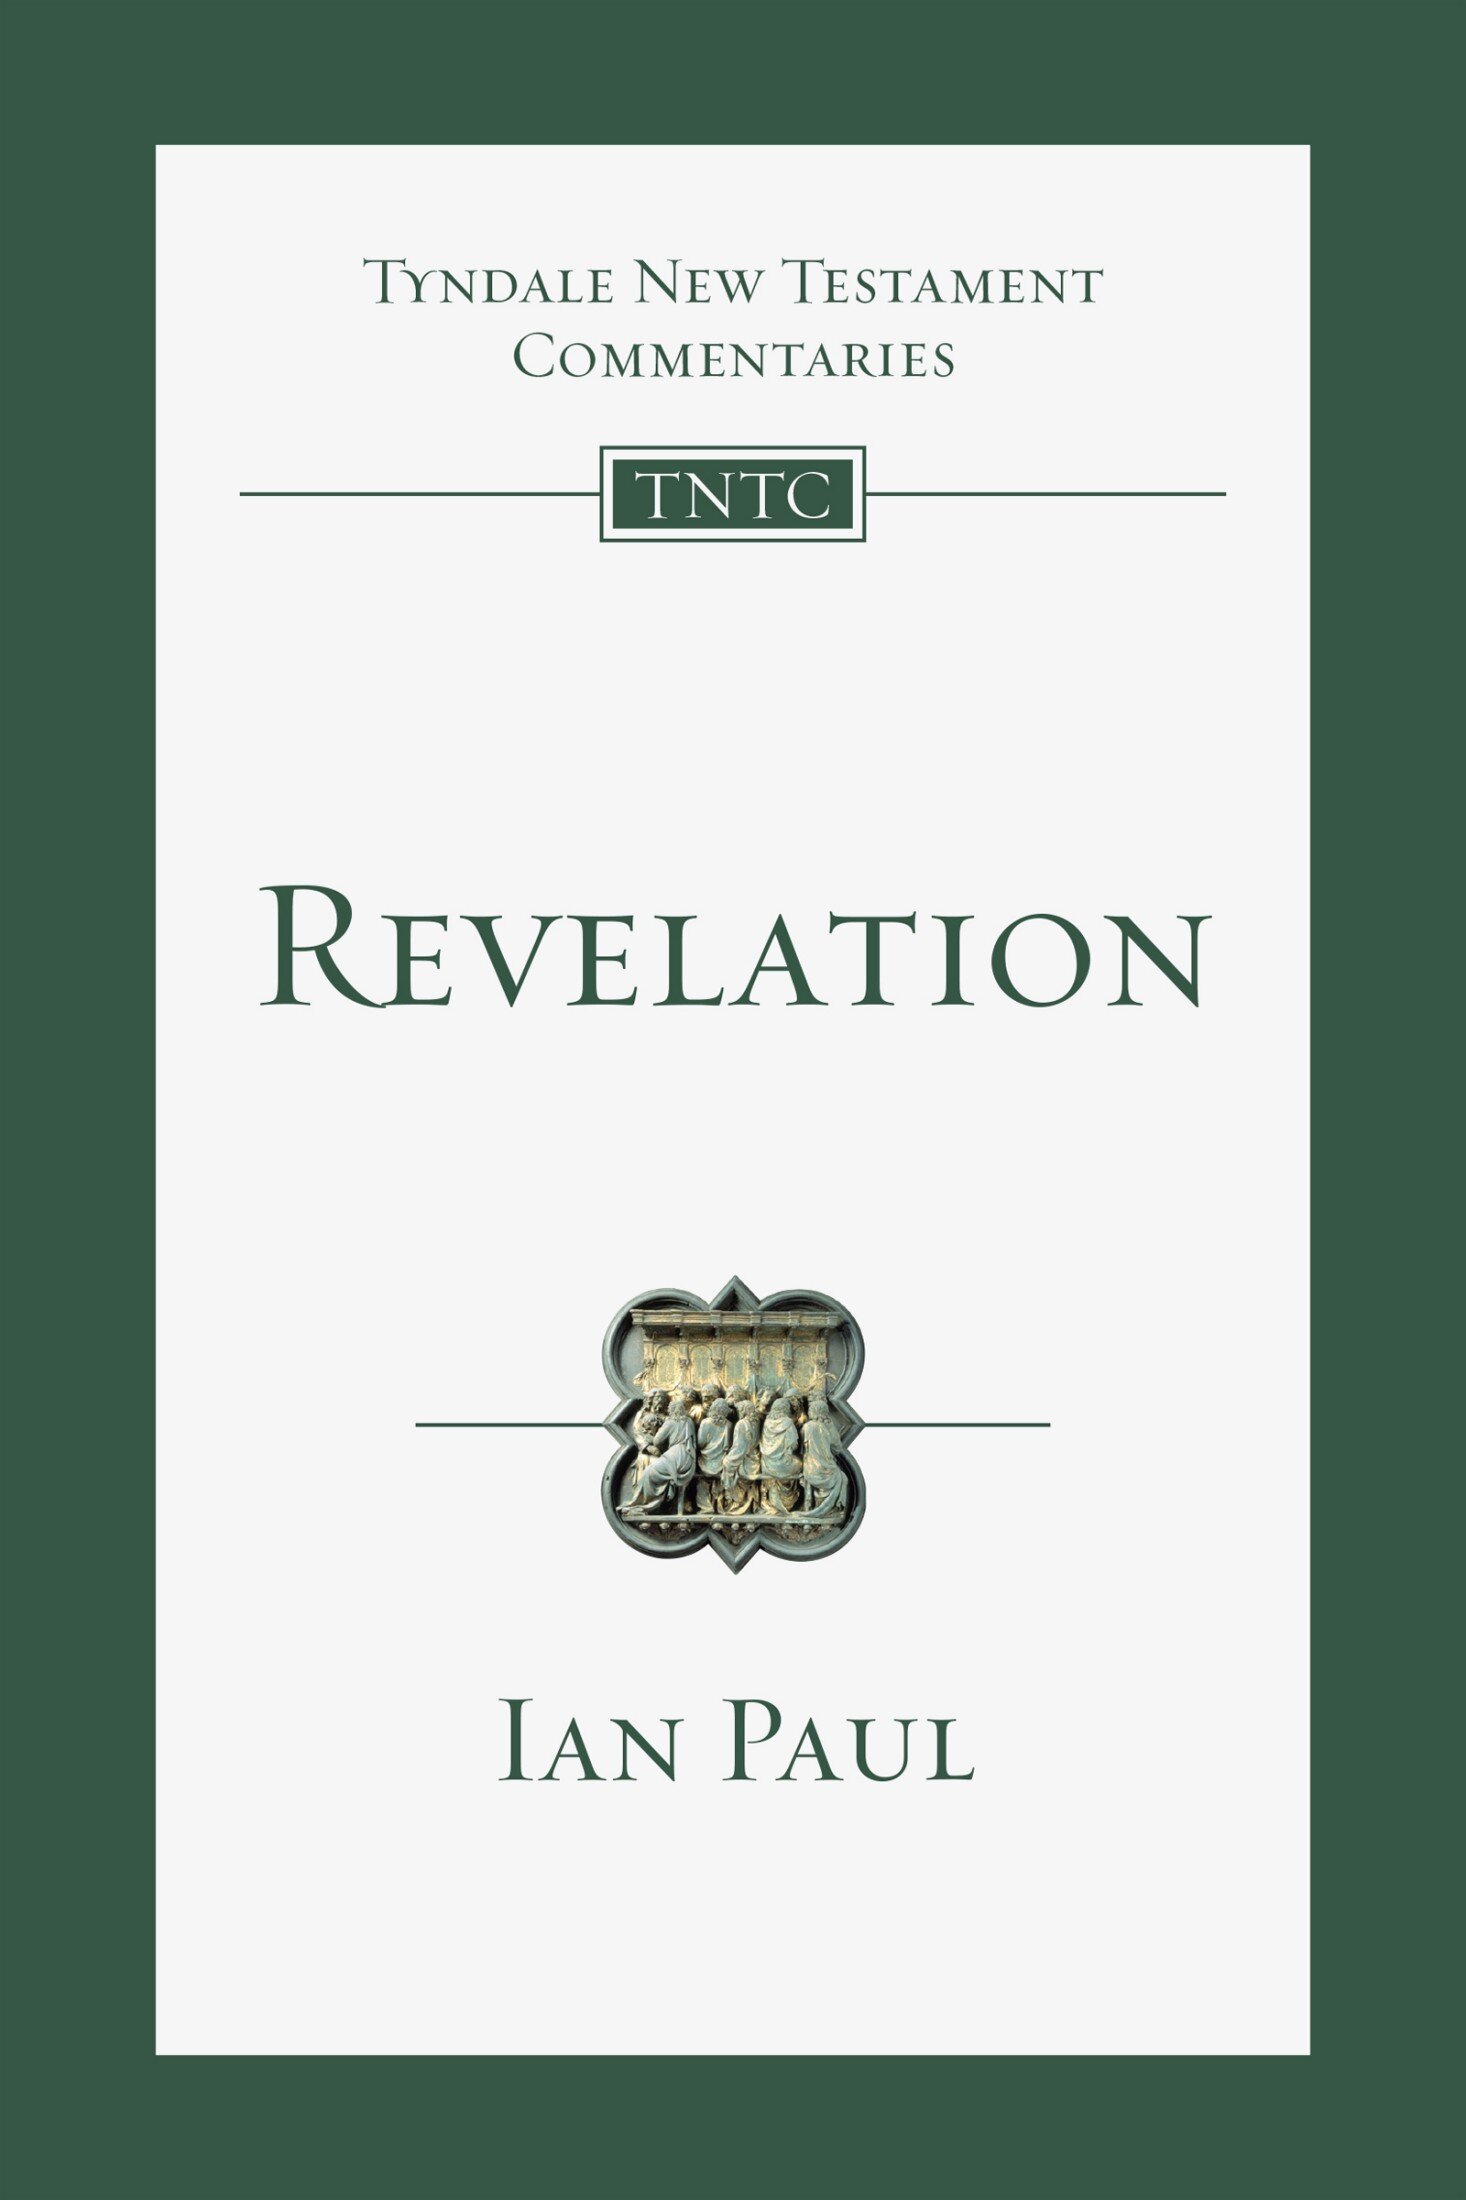 Tyndale New Testament
Commentaries
TNTC
Revelation
Ian Paul